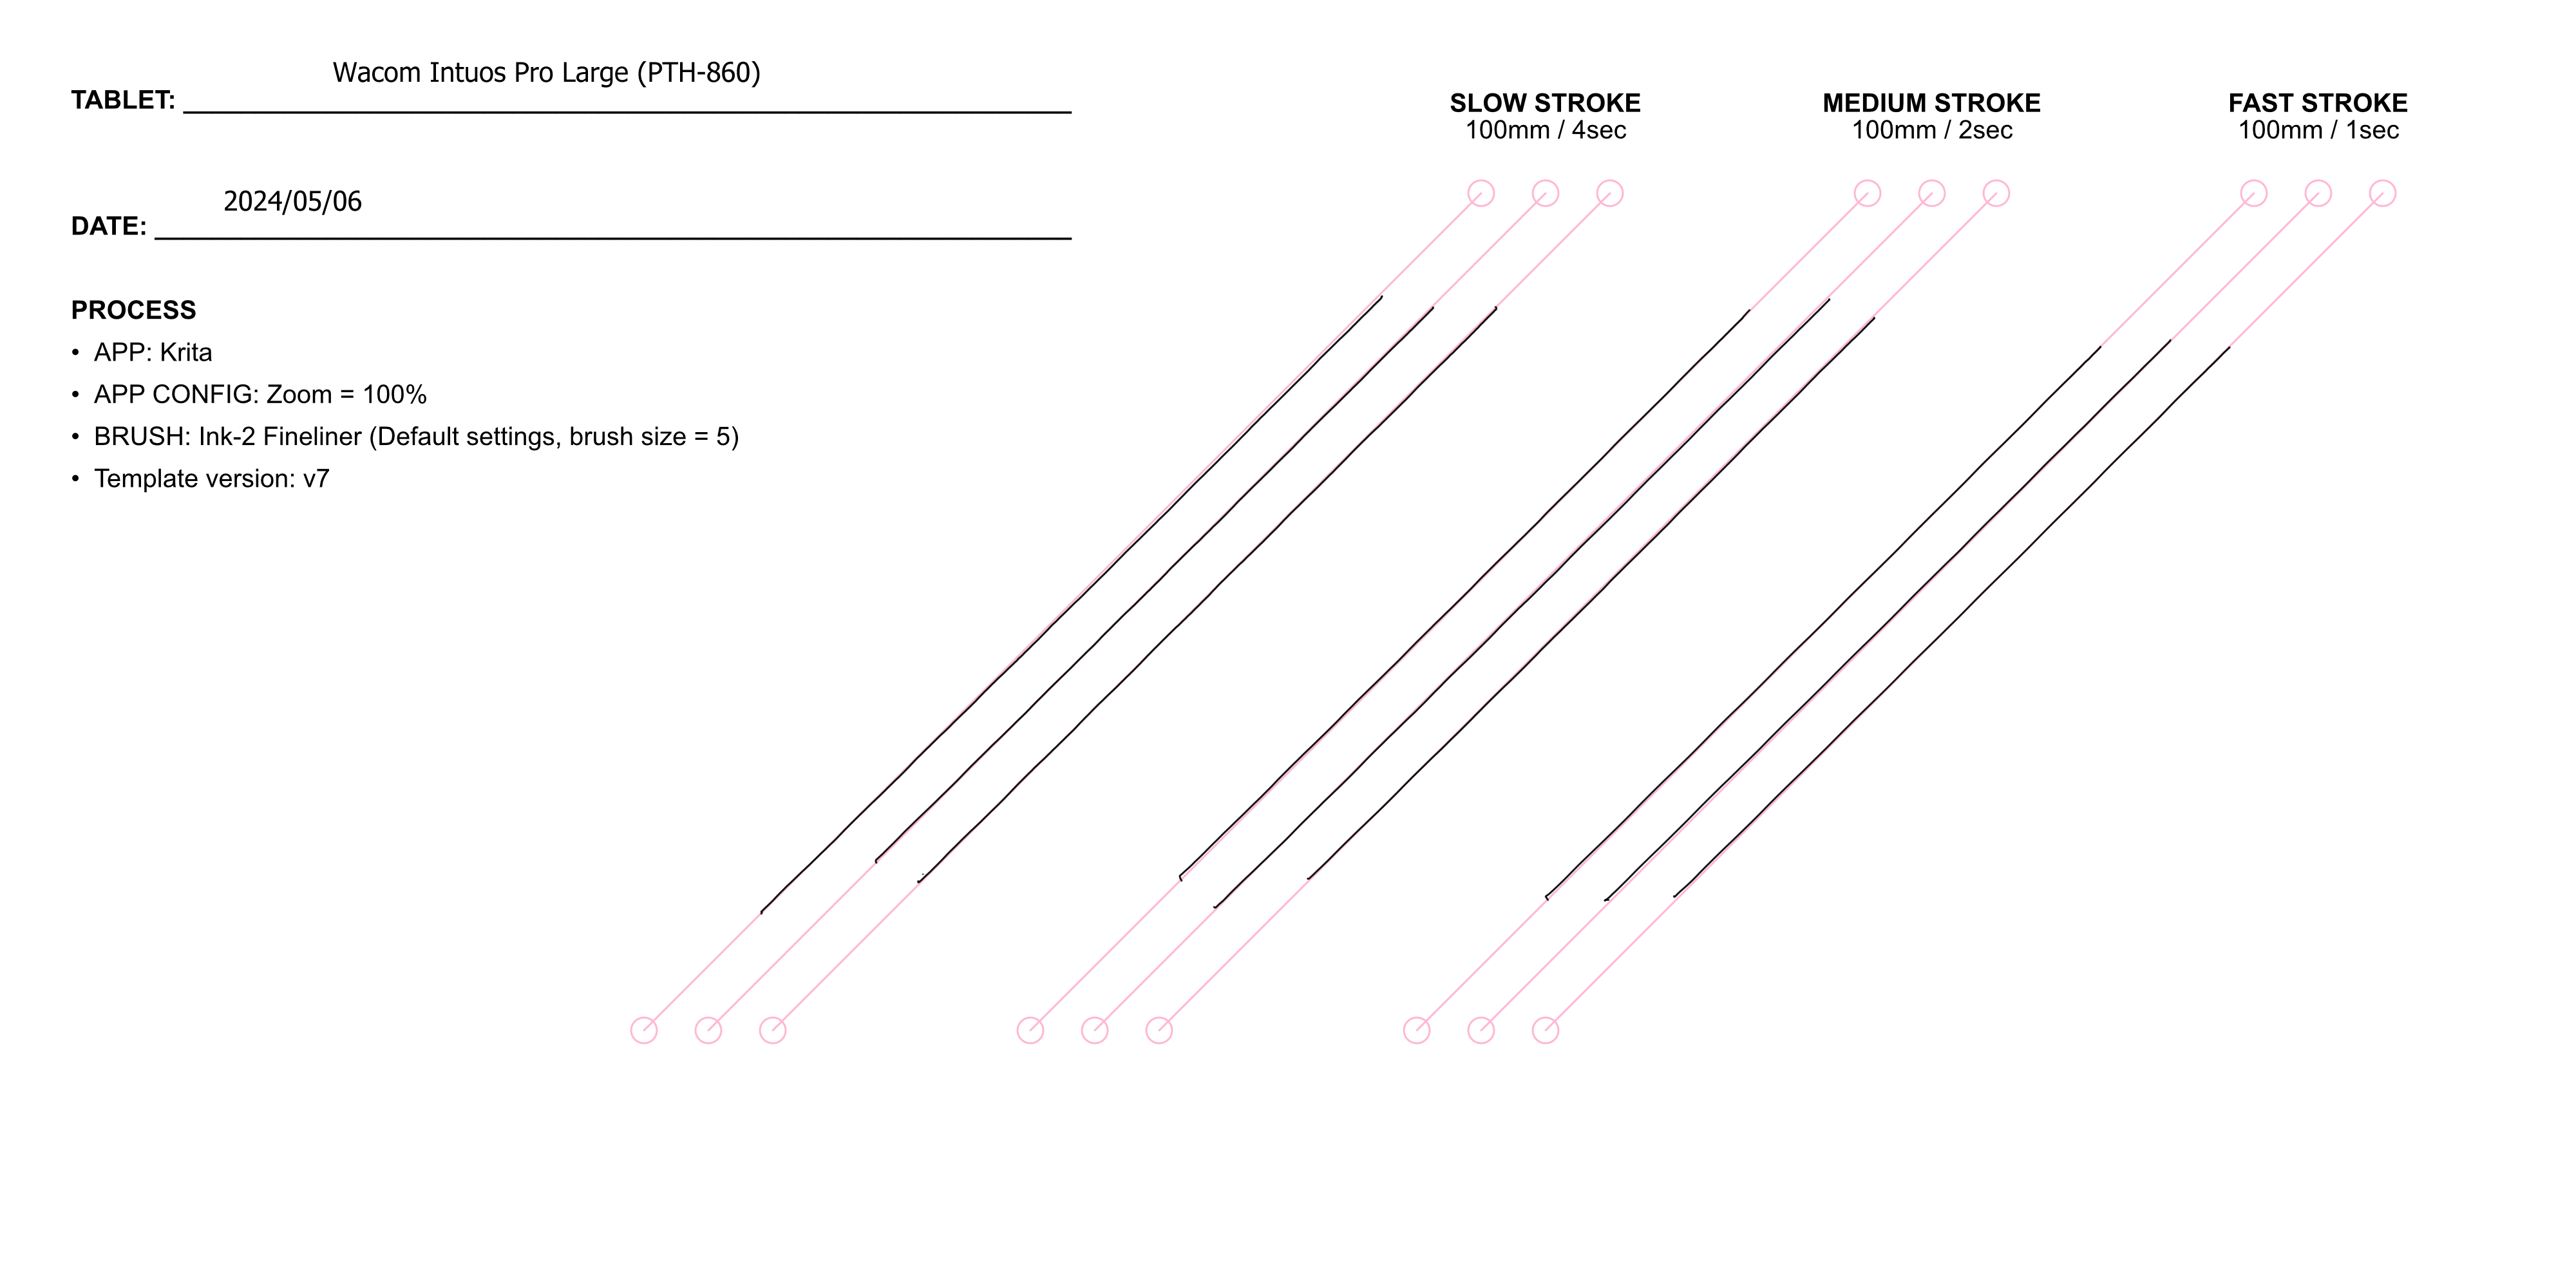 Wacom Intuos Pro Large (PTH-860)
TABLET:
2024/05/06
DATE:
PROCESS
• APP: Krita
• APP CONFIG: Zoom = 100%
• BRUSH: Ink-2 Fineliner (Default settings, brush size = 5)
• Template version: v7
SLOW STROKE
100mm / 4sec
MEDIUM STROKE
100mm / 2sec
FAST STROKE
100mm / 1sec